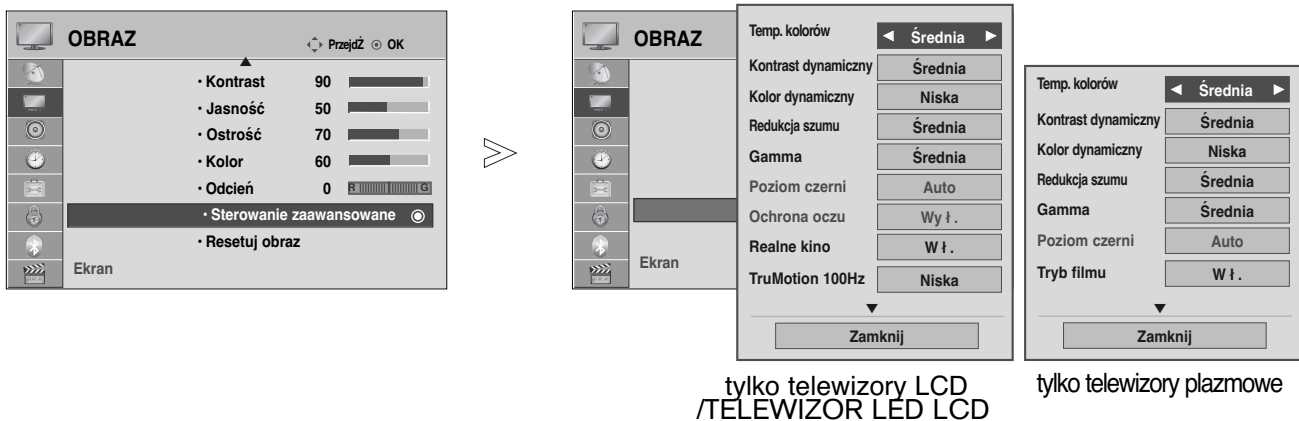 OBRAZ
PrzejdŹ OK
• Kontrast 90
• Jasność 50
• Ostrość 70
• Kolor 60
• Odcień 0 R G
• Sterowanie zaawansowane
• Resetuj obraz
Ekran
OBRAZ
Ekran
Temp. kolorów ◀ Średnia ▶
Kontrast dynamiczny Średnia
Kolor dynamiczny Niska
Redukcja szumu Średnia
Gamma Średnia
Poziom czerni Auto
Ochrona oczu Wy ł .
Realne kino W ł .
TruMotion 100Hz Niska
▼
Zamknij
tylko telewizory LCD
/TELEWIZOR LED LCD
Temp. kolorów ◀ Średnia ▶
Kontrast dynamiczny Średnia
Kolor dynamiczny Niska
Redukcja szumu Średnia
Gamma Średnia
Poziom czerni Auto
Tryb filmu W ł .
▼
Zamknij
tylko telewizory plazmowe